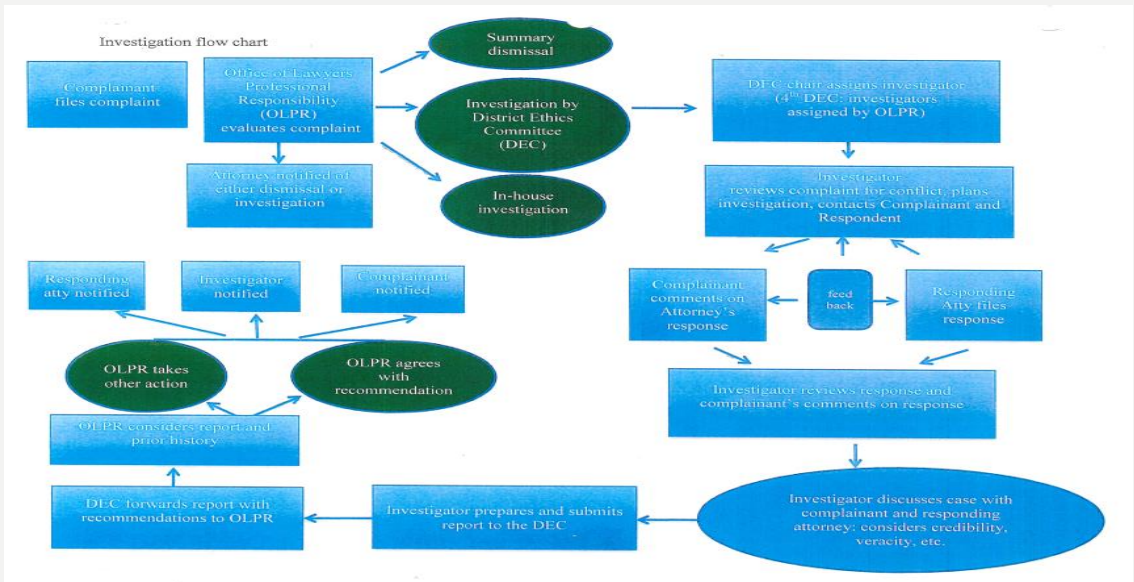 Investigation flow chart
Complainant
files complaint
Office of Lawyers
Professional
Responsibility
(OLPR)
evaluates complaint
Summary
dismissal
Investigation by
District Ethics
Committee
(DEC)
In-house
investigation
Attorney notified of
either dismissal or
investigation
DEC chair assigns investigator
(4th DEC: investigators
assigned by OLPR)
Investigator
reviews complaint for conflict, plans
investigation, contacts Complainant and
Respondent
Complainant
comments on
Attorney's
response
feed
back
Responding
Atty files
response
Investigator reviews response and
complainant's comments on response
Investigator discusses case with
complainant and responding
attorney: considers credibility,
veracity, etc.
Investigator prepares and submits
report to the DEC
DEC forwards report with
recommendations to OLPR
OLPR considers report and
prior history
OLPR takes
other action
OLPR agrees
with
recommendation
Responding
atty notified
Investigator
notified
Complainant
notified